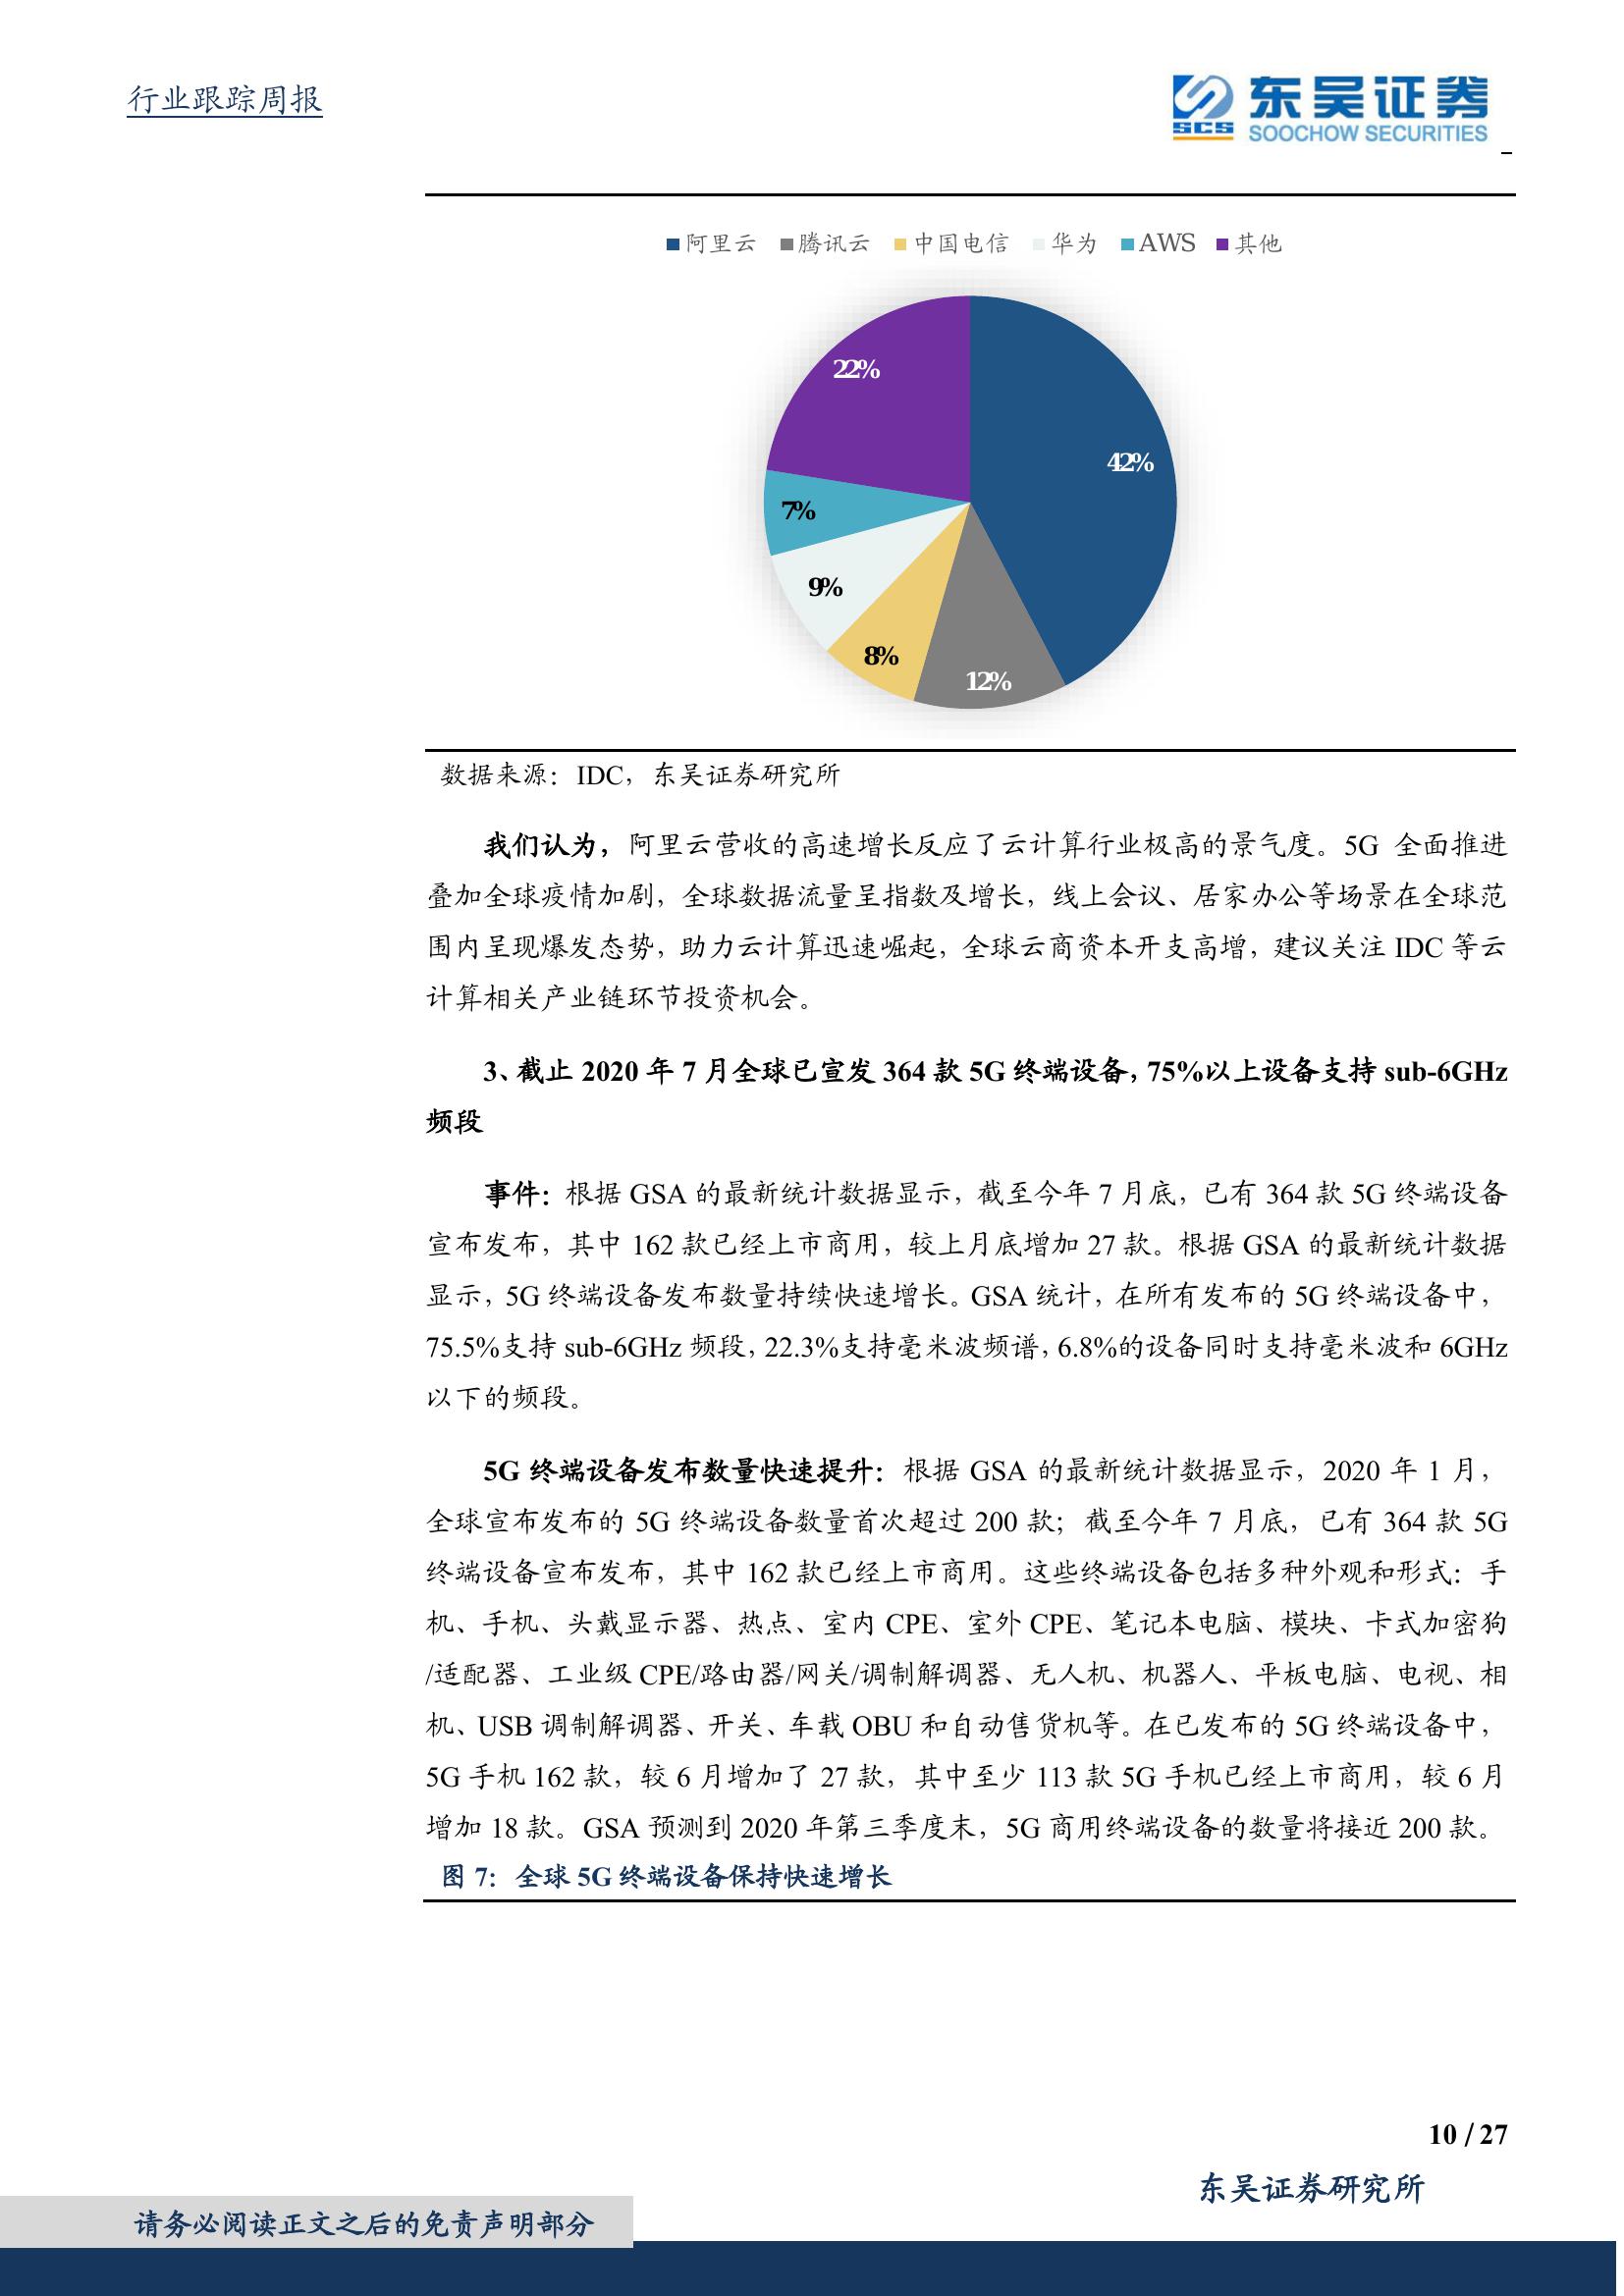 行业跟踪周报
SCS
东吴证券
SOOCHOW SECURITIES
阿里云 腾讯云 中国电信 华为 AWS 其他
22%
42%
7%
9%
8%
12%
数据来源：IDC，东吴证券研究所
我们认为，阿里云营收的高速增长反应了云计算行业极高的景气度。5G 全面推进
叠加全球疫情加剧，全球数据流量呈指数及增长，线上会议、居家办公等场景在全球范
围内呈现爆发态势，助力云计算迅速崛起，全球云商资本开支高增，建议关注 IDC 等云
计算相关产业链环节投资机会。
3、截止 2020 年 7 月全球已宣发 364 款 5G 终端设备，75%以上设备支持 sub-6GHz
频段
事件：根据 GSA 的最新统计数据显示，截至今年 7 月底，已有 364 款 5G 终端设备
宣布发布，其中 162 款已经上市商用，较上月底增加 27 款。根据 GSA 的最新统计数据
显示，5G 终端设备发布数量持续快速增长。GSA 统计，在所有发布的 5G 终端设备中，
75.5%支持 sub-6GHz 频段，22.3%支持毫米波频谱，6.8%的设备同时支持毫米波和 6GHz
以下的频段。
5G 终端设备发布数量快速提升：根据 GSA 的最新统计数据显示，2020 年 1 月，
全球宣布发布的 5G 终端设备数量首次超过 200 款；截至今年 7 月底，已有 364 款 5G
终端设备宣布发布，其中 162 款已经上市商用。这些终端设备包括多种外观和形式：手
机、手机、头戴显示器、热点、室内 CPE、室外 CPE、笔记本电脑、模块、卡式加密狗
/适配器、工业级 CPE/路由器/网关/调制解调器、无人机、机器人、平板电脑、电视、相
机、USB 调制解调器、开关、车载 OBU 和自动售货机等。在已发布的 5G 终端设备中，
5G 手机 162 款，较 6 月增加了 27 款，其中至少 113 款 5G 手机已经上市商用，较 6 月
增加 18 款。GSA 预测到 2020 年第三季度末，5G 商用终端设备的数量将接近 200 款。
图 7：全球 5G 终端设备保持快速增长
10 / 27
东吴证券研究所
请务必阅读正文之后的免责声明部分